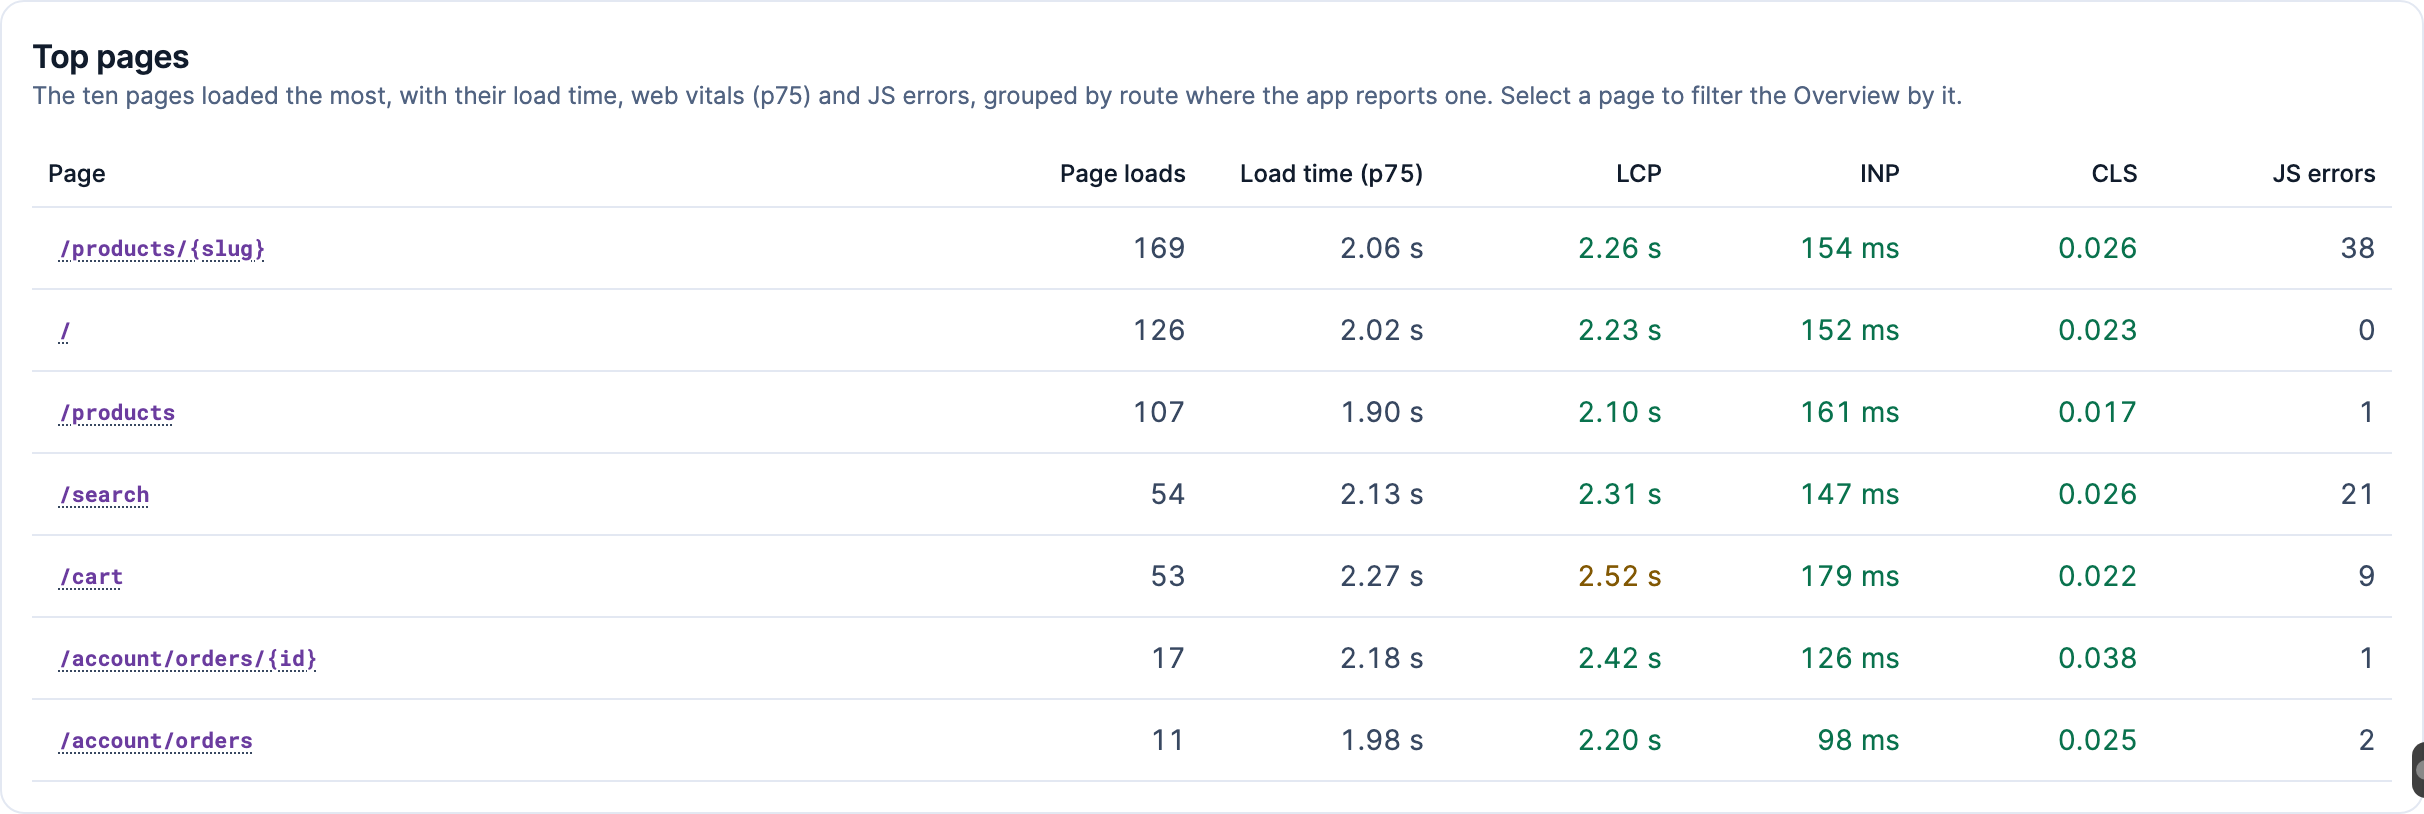 Top pages
The ten pages loaded the most, with their load time, web vitals (p75) and JS errors, grouped by route where the app reports one. Select a page to filter the Overview by it.
Page Page loads Load time (p75) LCP INP CLS JS errors
/products/{slug} 169 2.06 s 2.26 s 154 ms 0.026 38
/ 126 2.02 s 2.23 s 152 ms 0.023 0
/products 107 1.90 s 2.10 s 161 ms 0.017 1
/search 54 2.13 s 2.31 s 147 ms 0.026 21
/cart 53 2.27 s 2.52 s 179 ms 0.022 9
/account/orders/{id} 17 2.18 s 2.42 s 126 ms 0.038 1
/account/orders 11 1.98 s 2.20 s 98 ms 0.025 2